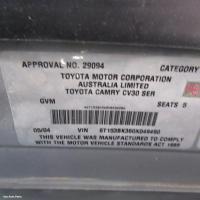 APPROVAL NO. 29094 CATEGORY
TOYOTA MOTOR CORPORATION
AUSTRALIA LIMITED
TOYOTA CAMRY CV30 SER
GVM SEATS 5
09/04 VIN
THIS VEHICLE WAS MANUFACTURED TO COMPLY
WITH THE MOTOR VEHICLE STANDARDS ACT 1989